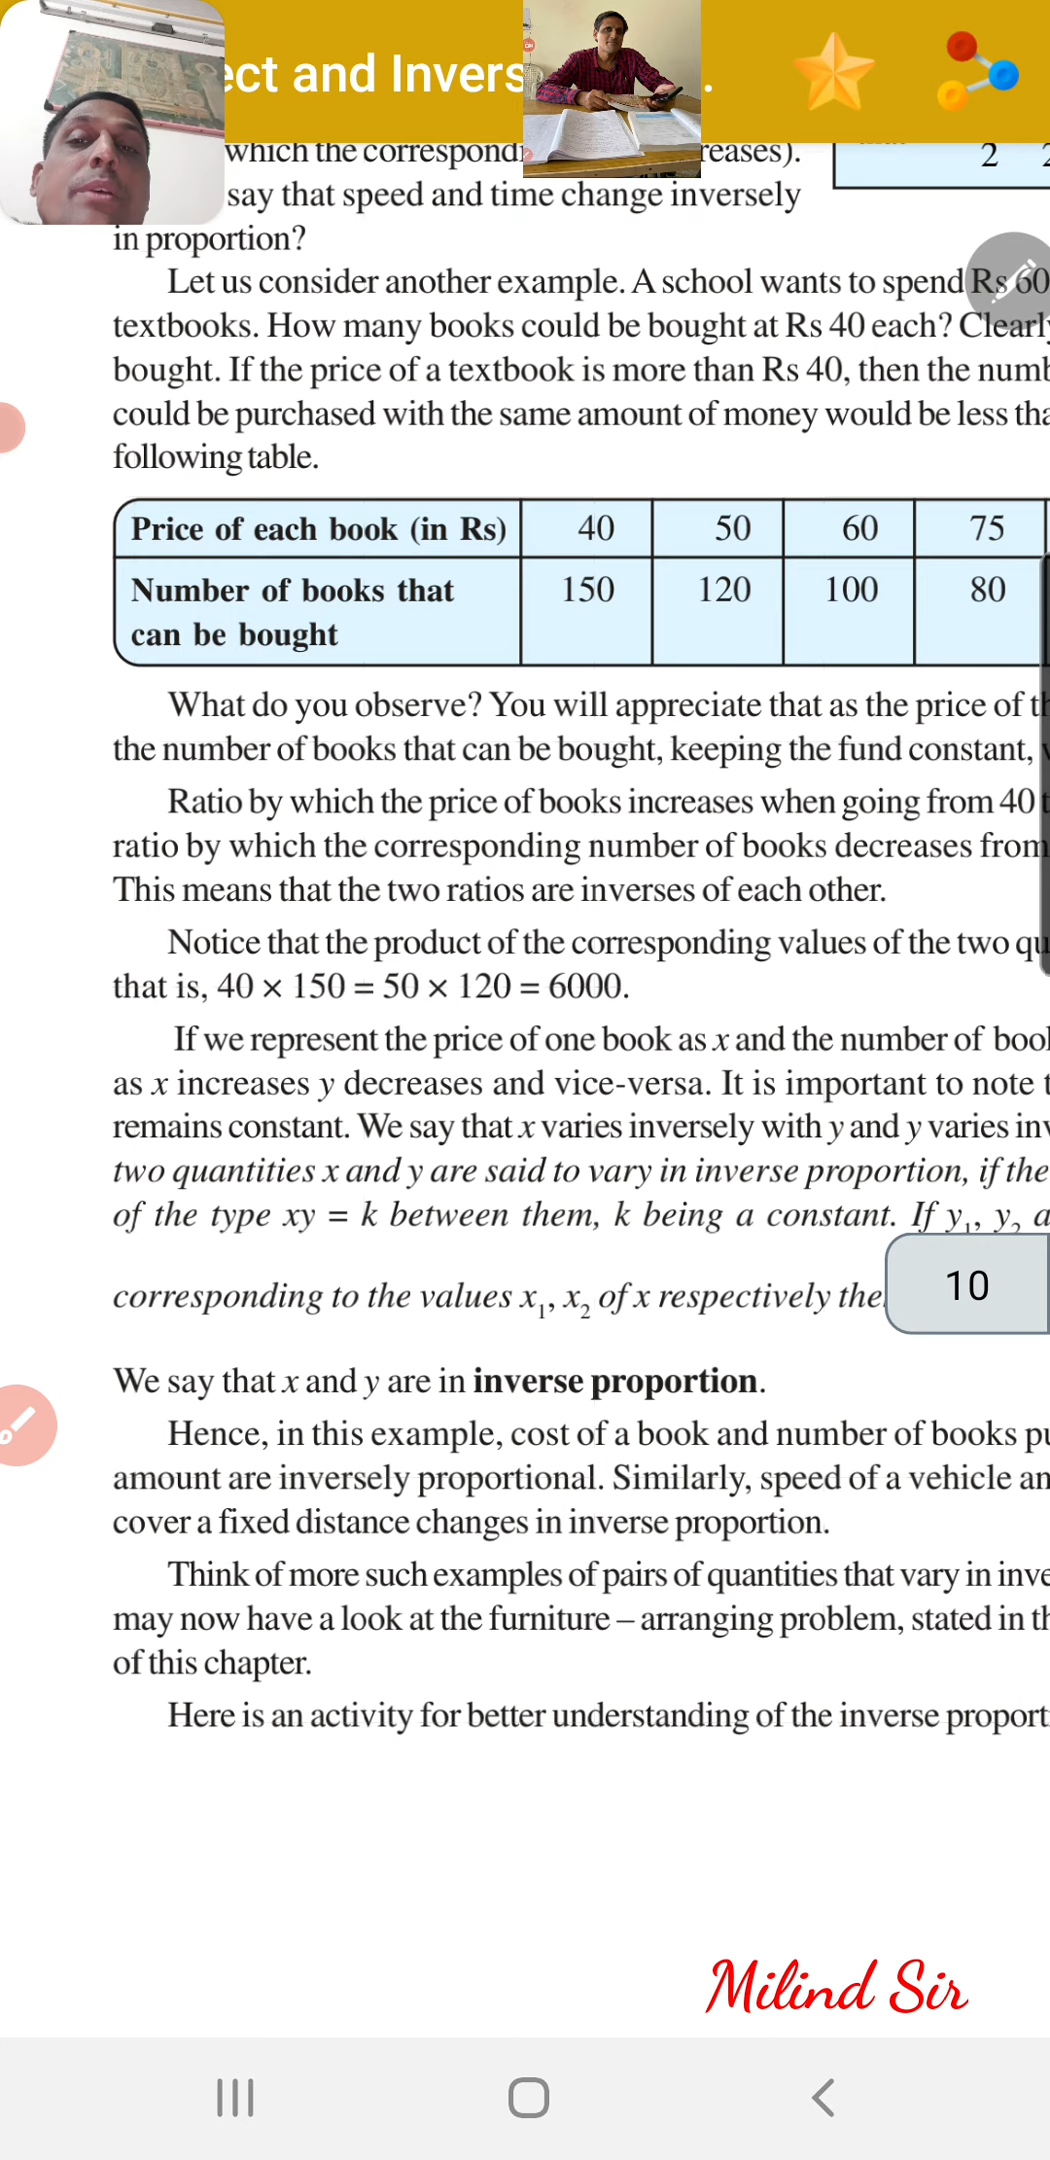 ect and Invers .
which the correspond reases).
2
say that speed and time change inversely
in proportion?
Let us consider another example. A school wants to spend Rs 60
textbooks. How many books could be bought at Rs 40 each? Clearly
bought. If the price of a textbook is more than Rs 40, then the numb
could be purchased with the same amount of money would be less tha
following table.
Price of each book (in Rs) 40 50 60 75
Number of books that 150 120 100 80
can be bought
What do you observe? You will appreciate that as the price of th
the number of books that can be bought, keeping the fund constant,
Ratio by which the price of books increases when going from 40 t
ratio by which the corresponding number of books decreases from
This means that the two ratios are inverses of each other.
Notice that the product of the corresponding values of the two qu
that is, 40 × 150 = 50 × 120 = 6000.
If we represent the price of one book as x and the number of book
as x increases y decreases and vice-versa. It is important to note t
remains constant. We say that x varies inversely with y and y varies inv
two quantities x and y are said to vary in inverse proportion, if the
of the type xy = k between them, k being a constant. If y₁, y₂ a
corresponding to the values x₁, x₂ of x respectively the
10
We say that x and y are in inverse proportion.
Hence, in this example, cost of a book and number of books pu
amount are inversely proportional. Similarly, speed of a vehicle an
cover a fixed distance changes in inverse proportion.
Think of more such examples of pairs of quantities that vary in inve
may now have a look at the furniture – arranging problem, stated in th
of this chapter.
Here is an activity for better understanding of the inverse proport
Milind Sir